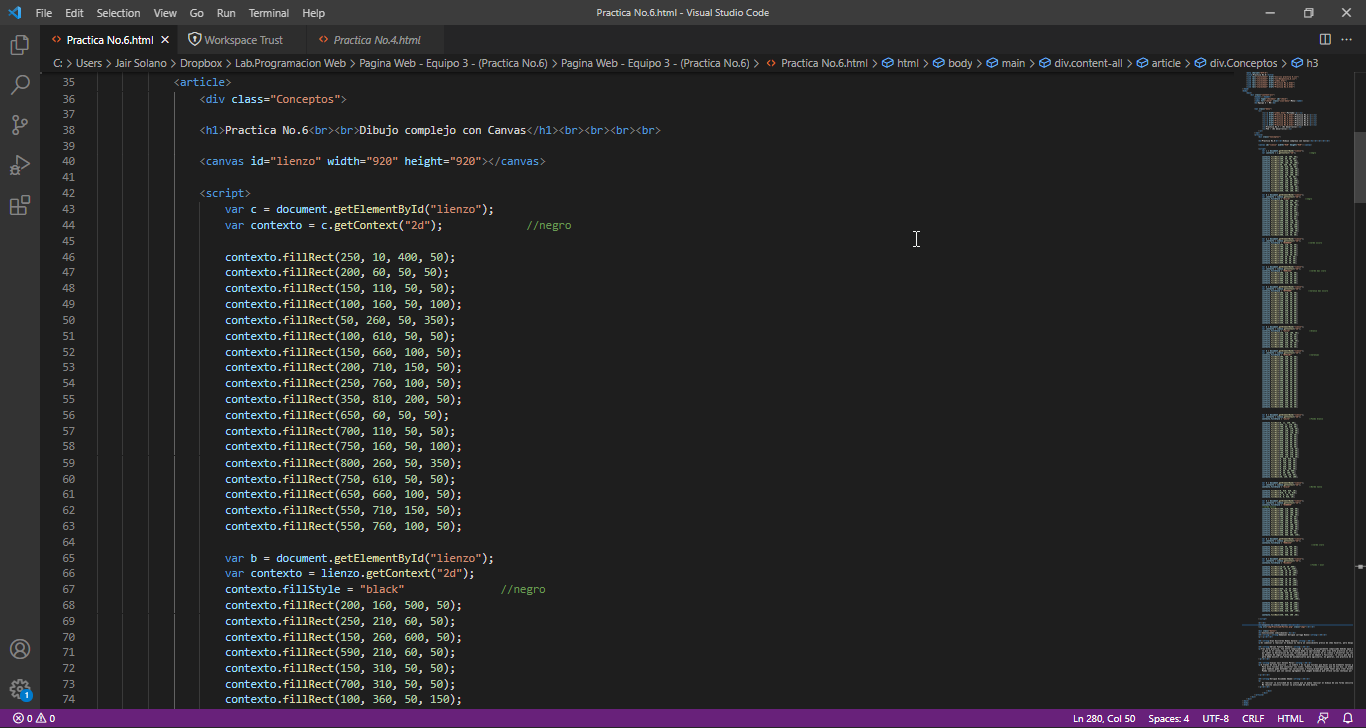 File Edit Selection View Go Run Terminal Help Practica No.6.html - Visual Studio Code
Practica No.6.html Workspace Trust Practica No.4.html
C: > Users > Jair Solano > Dropbox > Lab.Programacion Web > Pagina Web - Equipo 3 - (Practica No.6) > Pagina Web - Equipo 3 - (Practica No.6) > Practica No.6.html > html > body > main > div.content-all > article > div.Conceptos > h3
35 <article>
36 <div class="Conceptos">
37
38 <h1>Practica No.6<br><br>Dibujo complejo con Canvas</h1><br><br><br><br>
39
40 <canvas id="lienzo" width="920" height="920"></canvas>
41
42 <script>
43 var c = document.getElementById("lienzo");
44 var contexto = c.getContext("2d"); //negro
45
46 contexto.fillRect(250, 10, 400, 50);
47 contexto.fillRect(200, 60, 50, 50);
48 contexto.fillRect(150, 110, 50, 50);
49 contexto.fillRect(100, 160, 50, 100);
50 contexto.fillRect(50, 260, 50, 350);
51 contexto.fillRect(100, 610, 50, 50);
52 contexto.fillRect(150, 660, 100, 50);
53 contexto.fillRect(200, 710, 150, 50);
54 contexto.fillRect(250, 760, 100, 50);
55 contexto.fillRect(350, 810, 200, 50);
56 contexto.fillRect(650, 60, 50, 50);
57 contexto.fillRect(700, 110, 50, 50);
58 contexto.fillRect(750, 160, 50, 100);
59 contexto.fillRect(800, 260, 50, 350);
60 contexto.fillRect(750, 610, 50, 50);
61 contexto.fillRect(650, 660, 100, 50);
62 contexto.fillRect(550, 710, 150, 50);
63 contexto.fillRect(550, 760, 100, 50);
64
65 var b = document.getElementById("lienzo");
66 var contexto = lienzo.getContext("2d");
67 contexto.fillStyle = "black" //negro
68 contexto.fillRect(200, 160, 500, 50);
69 contexto.fillRect(250, 210, 60, 50);
70 contexto.fillRect(150, 260, 600, 50);
71 contexto.fillRect(590, 210, 60, 50);
72 contexto.fillRect(150, 310, 50, 50);
73 contexto.fillRect(700, 310, 50, 50);
74 contexto.fillRect(100, 360, 50, 150);
1
0 0 Ln 280, Col 50 Spaces: 4 UTF-8 CRLF HTML